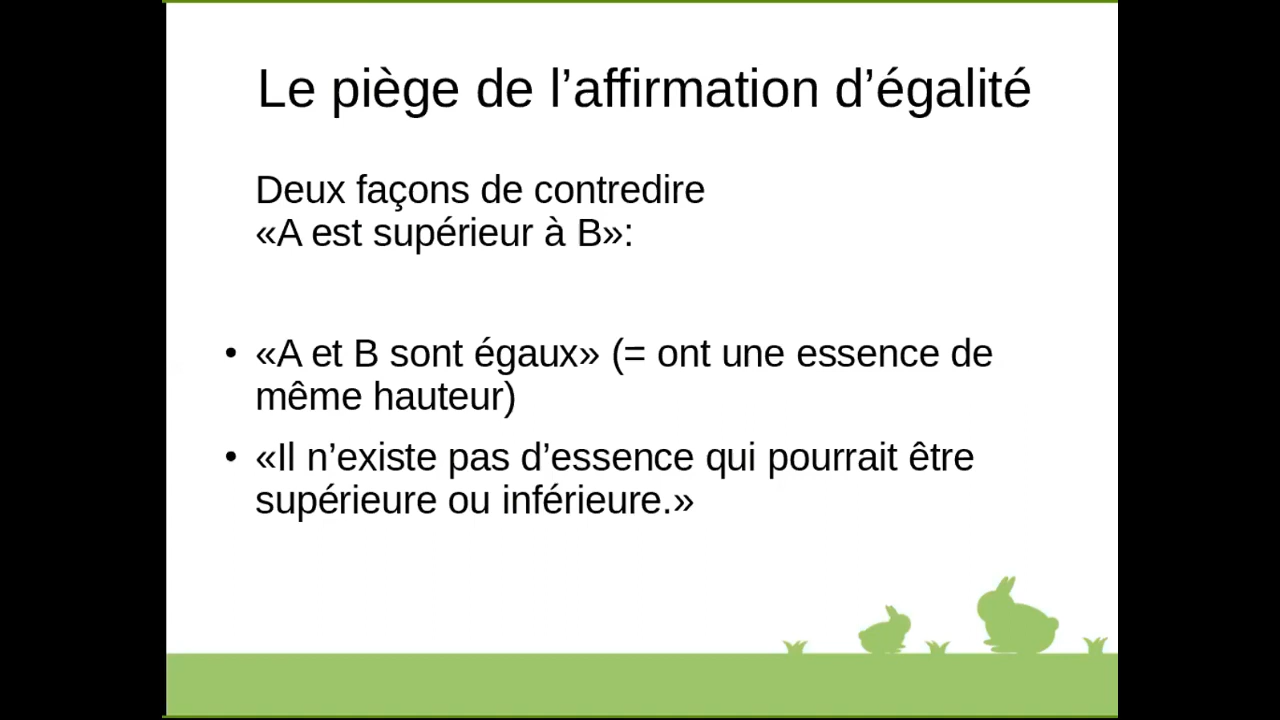 Le piège de l’affirmation d’égalité
Deux façons de contredire
«A est supérieur à B»:
• «A et B sont égaux» (= ont une essence de
même hauteur)
• «Il n’existe pas d’essence qui pourrait être
supérieure ou inférieure.»